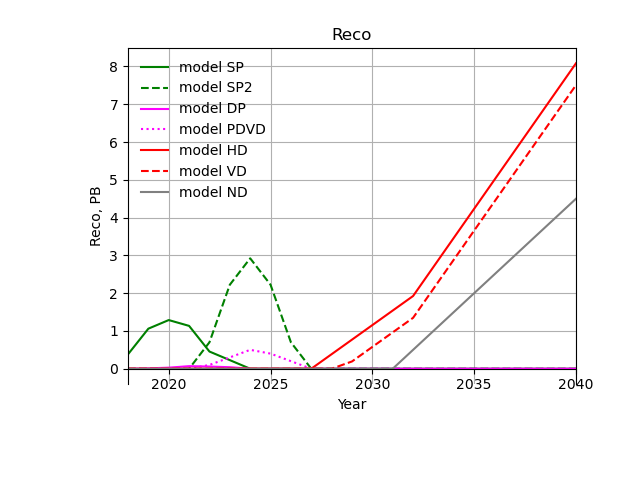 Reco
8
7
6
5
4
3
2
1
0
Reco, PB
model SP
model SP2
model DP
model PDVD
model HD
model VD
model ND
2020 2025 2030 2035 2040
Year